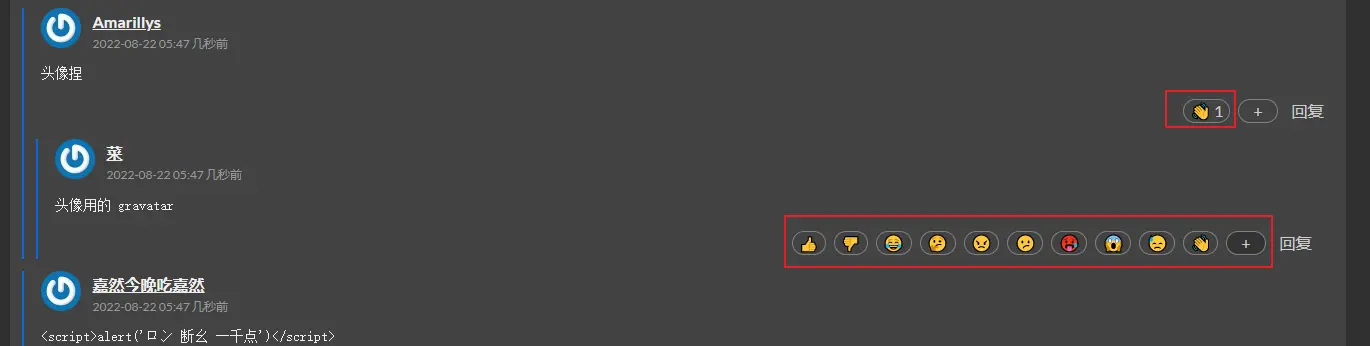 Amarillys
2022-08-22 05:47 几秒前
头像捏
👋 1 + 回复
菜
2022-08-22 05:47 几秒前
头像用的 gravatar
👍 👎 😂 🤔 😠 😕 🥵 😱 😓 👋 + 回复
嘉然今晚吃嘉然
2022-08-22 05:47 几秒前
<script>alert('ロン 断幺 一千点')</script>